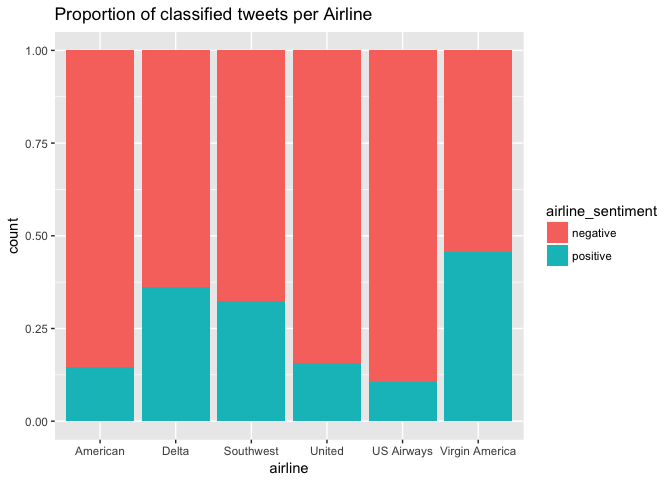 Proportion of classified tweets per Airline
1.00
0.75
0.50
0.25
0.00
count
American Delta Southwest United US Airways Virgin America
airline
airline_sentiment
negative
positive